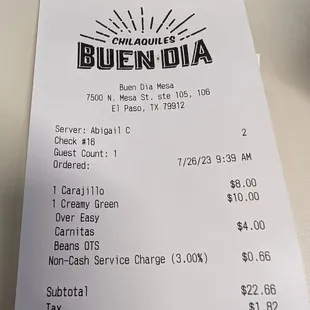 CHILAQUILES
BUEN DIA
Buen Dia Mesa
7500 N. Mesa St. ste 105, 106
El Paso, TX 79912
Server: Abigail C 2
Check #16
Guest Count: 1
Ordered: 7/26/23 9:39 AM
1 Carajillo $8.00
1 Creamy Green $10.00
Over Easy
Carnitas $4.00
Beans OTS
Non-Cash Service Charge (3.00%) $0.66
Subtotal $22.66
Tax $1.82